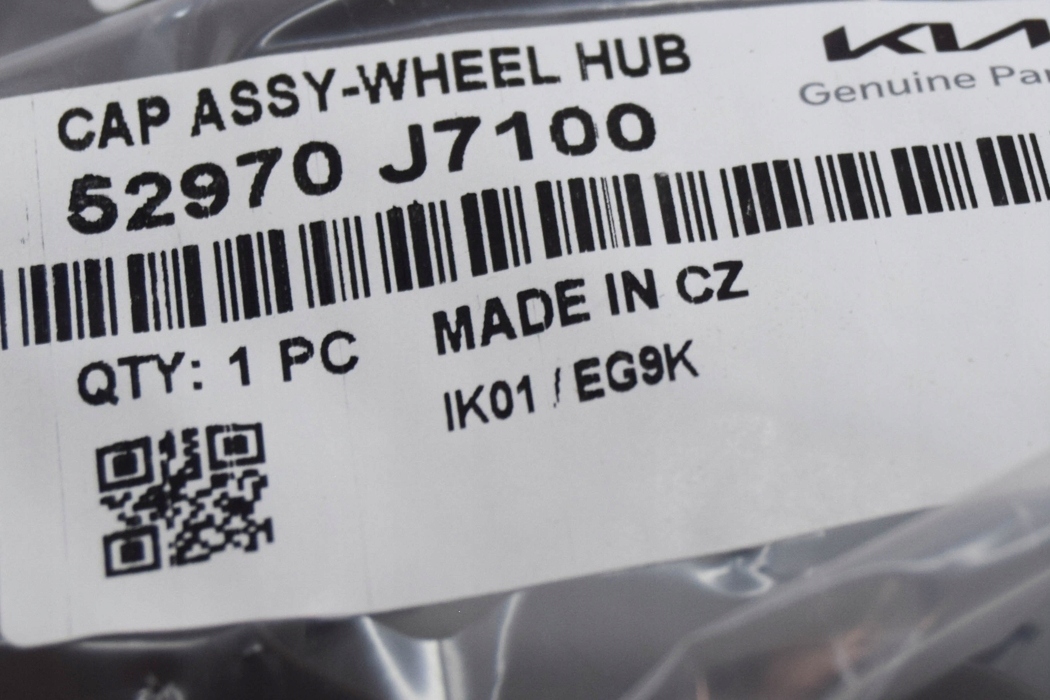 KIA
Genuine Par
CAP ASSY-WHEEL HUB
52970 J7100
QTY: 1 PC
MADE IN CZ
IK01 / EG9K